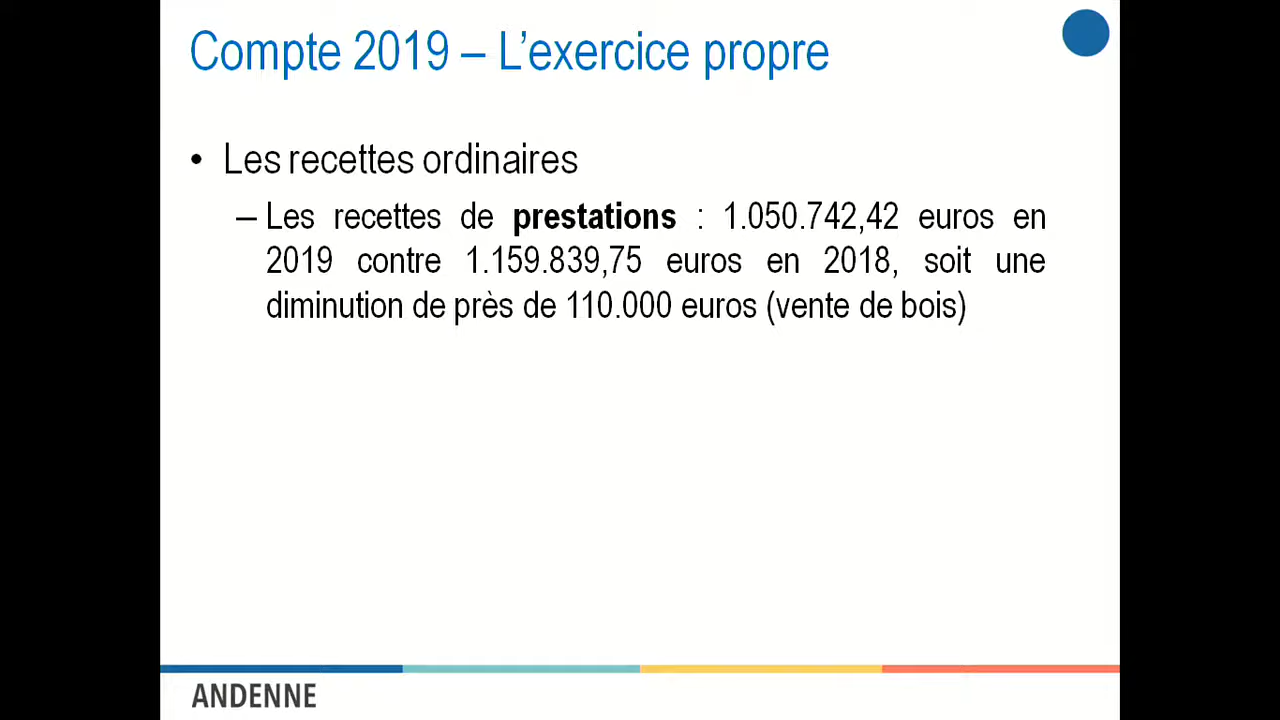 Compte 2019 – L’exercice propre
• Les recettes ordinaires
– Les recettes de prestations : 1.050.742,42 euros en
2019 contre 1.159.839,75 euros en 2018, soit une
diminution de près de 110.000 euros (vente de bois)
ANDENNE